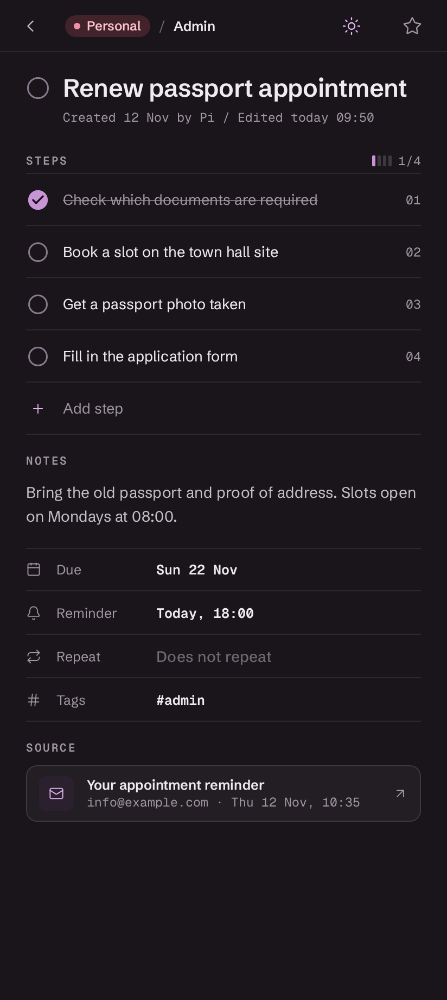 Personal / Admin
Renew passport appointment
Created 12 Nov by Pi / Edited today 09:50
STEPS 1/4
Check which documents are required 01
Book a slot on the town hall site 02
Get a passport photo taken 03
Fill in the application form 04
+ Add step
NOTES
Bring the old passport and proof of address. Slots open
on Mondays at 08:00.
Due Sun 22 Nov
Reminder Today, 18:00
Repeat Does not repeat
Tags #admin
SOURCE
Your appointment reminder
info@example.com · Thu 12 Nov, 10:35